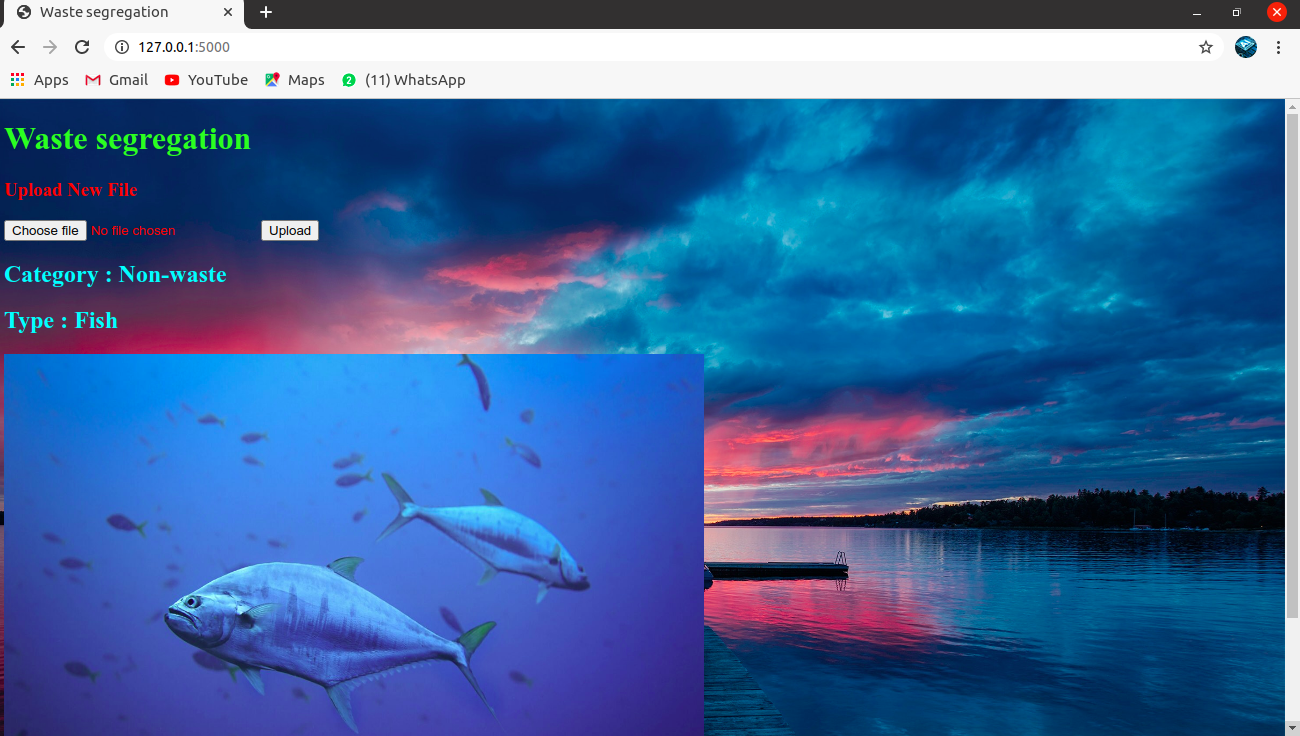 Waste segregation
127.0.0.1:5000
Apps Gmail YouTube Maps 2 (11) WhatsApp
Waste segregation
Upload New File
Choose file No file chosen Upload
Category : Non-waste
Type : Fish